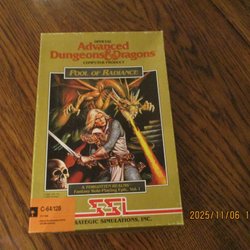 OFFICIAL
Advanced
Dungeons & Dragons
COMPUTER PRODUCT
POOL OF RADIANCE
A FORGOTTEN REALMS
Fantasy Role-Playing Epic, Vol. 1
C-64/128
SSI
STRATEGIC SIMULATIONS, INC.
2025/11/06